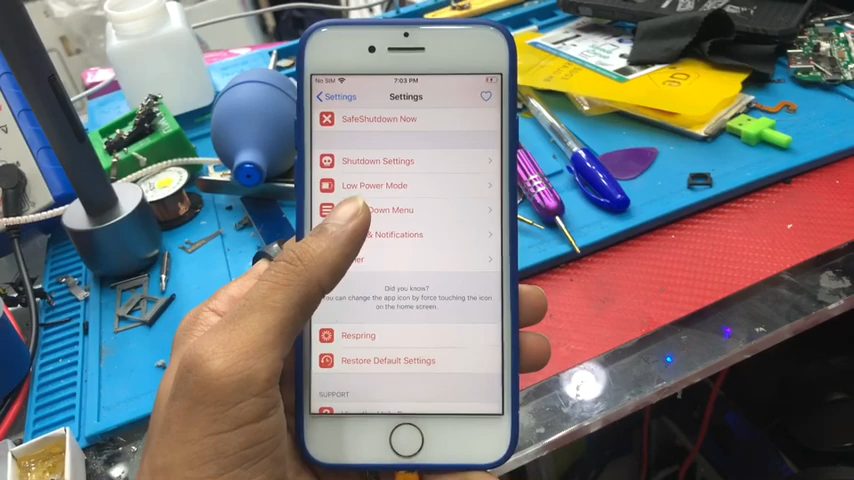 No SIM 7:03 PM
Settings Settings
SafeShutdown Now
Shutdown Settings
Low Power Mode
Down Menu
& Notifications
Did you know?
You can change the app icon by force touching the icon
on the home screen.
Respring
Restore Default Settings
SUPPORT